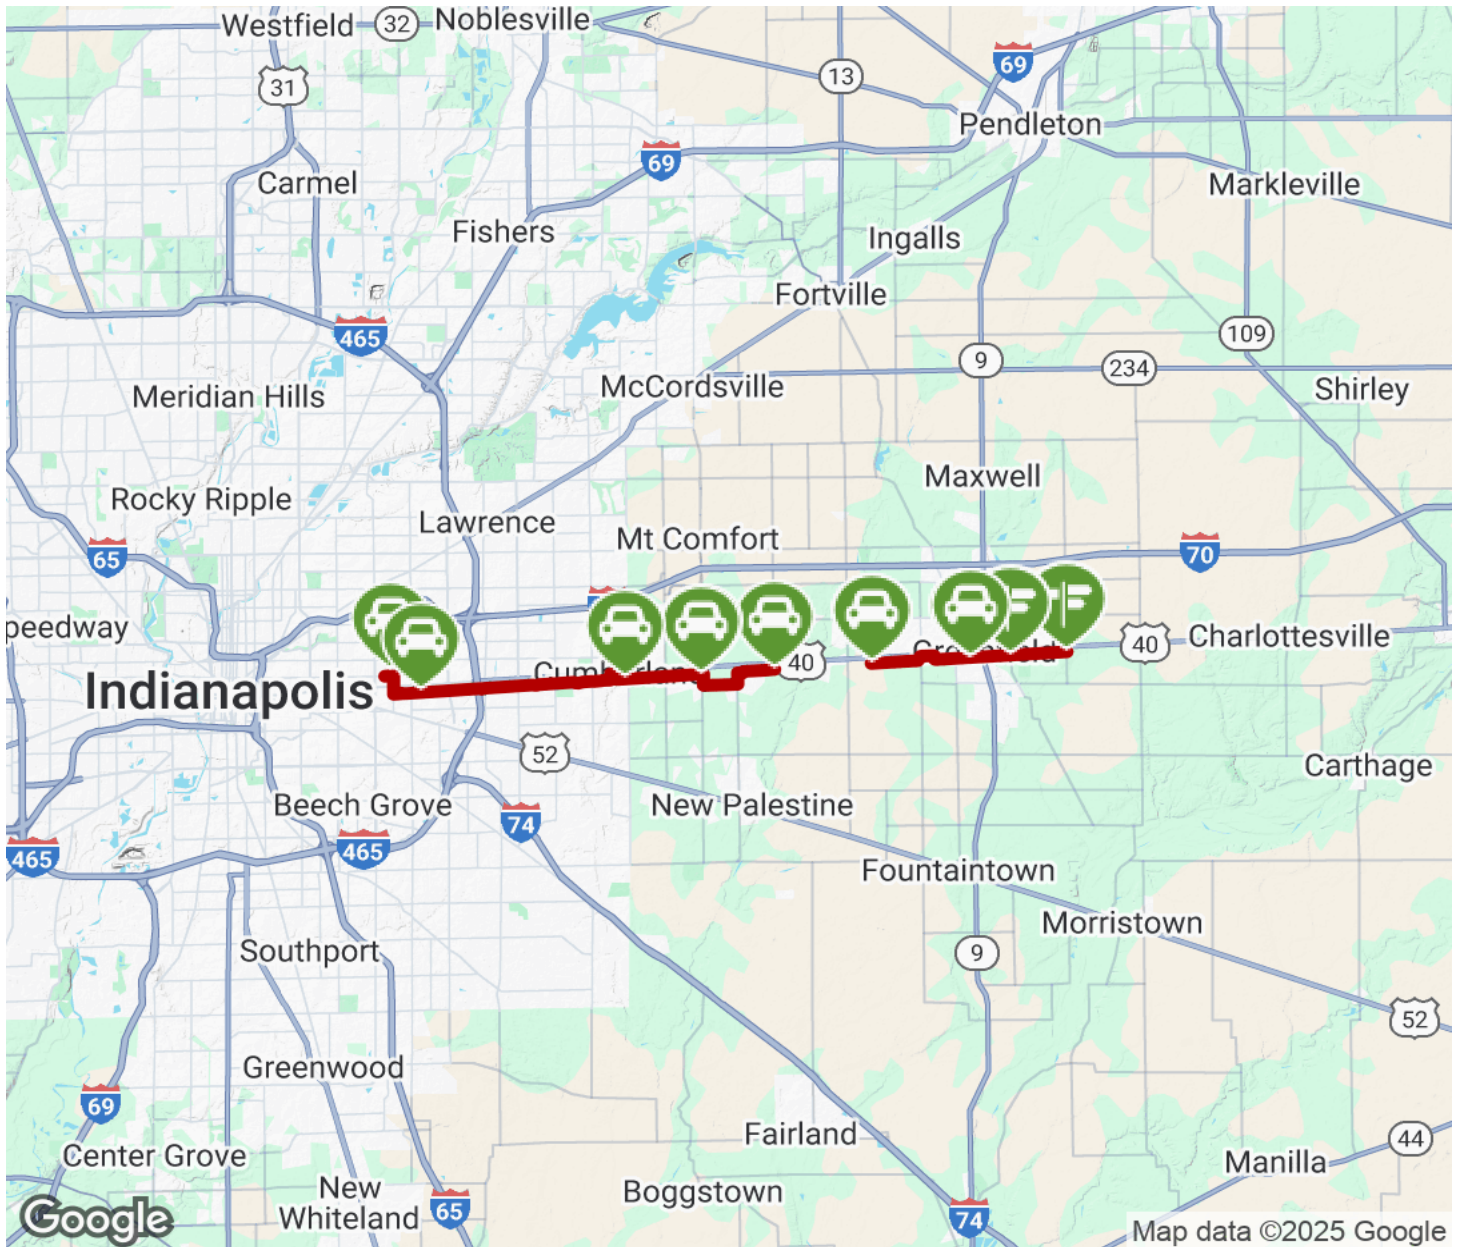 Westfield
32
Noblesville
31
69
13
Pendleton
69
Carmel
Markleville
Fishers
Ingalls
Fortville
465
109
9
234
McCordsville
Shirley
Meridian Hills
Maxwell
Rocky Ripple
Lawrence
Mt Comfort
65
70
peedway
40
Charlottesville
40
Cumberland
Indianapolis
52
Carthage
Beech Grove
New Palestine
74
465
465
Fountaintown
Morristown
Southport
9
52
Greenwood
69
Fairland
44
Center Grove
Manilla
New
Whiteland
65
Boggstown
74
Google
Map data ©2025 Google